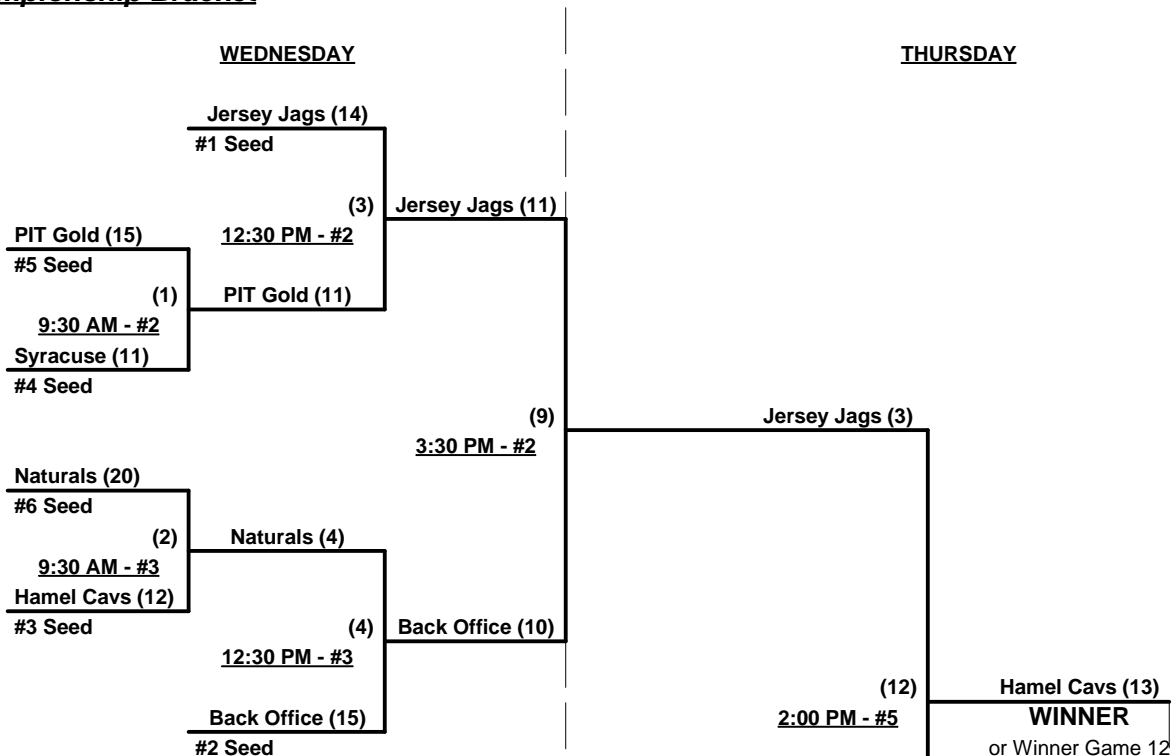 WEDNESDAY
THURSDAY
Jersey Jags (14)
#1 Seed
(3)
Jersey Jags (11)
12:30 PM - #2
PIT Gold (15)
#5 Seed
(1)
PIT Gold (11)
9:30 AM - #2
Syracuse (11)
#4 Seed
(9)
Jersey Jags (3)
3:30 PM - #2
Naturals (20)
#6 Seed
(2)
Naturals (4)
9:30 AM - #3
Hamel Cavs (12)
#3 Seed
(4)
Back Office (10)
12:30 PM - #3
(12)
Hamel Cavs (13)
2:00 PM - #5
WINNER
Back Office (15)
#2 Seed
or Winner Game 12